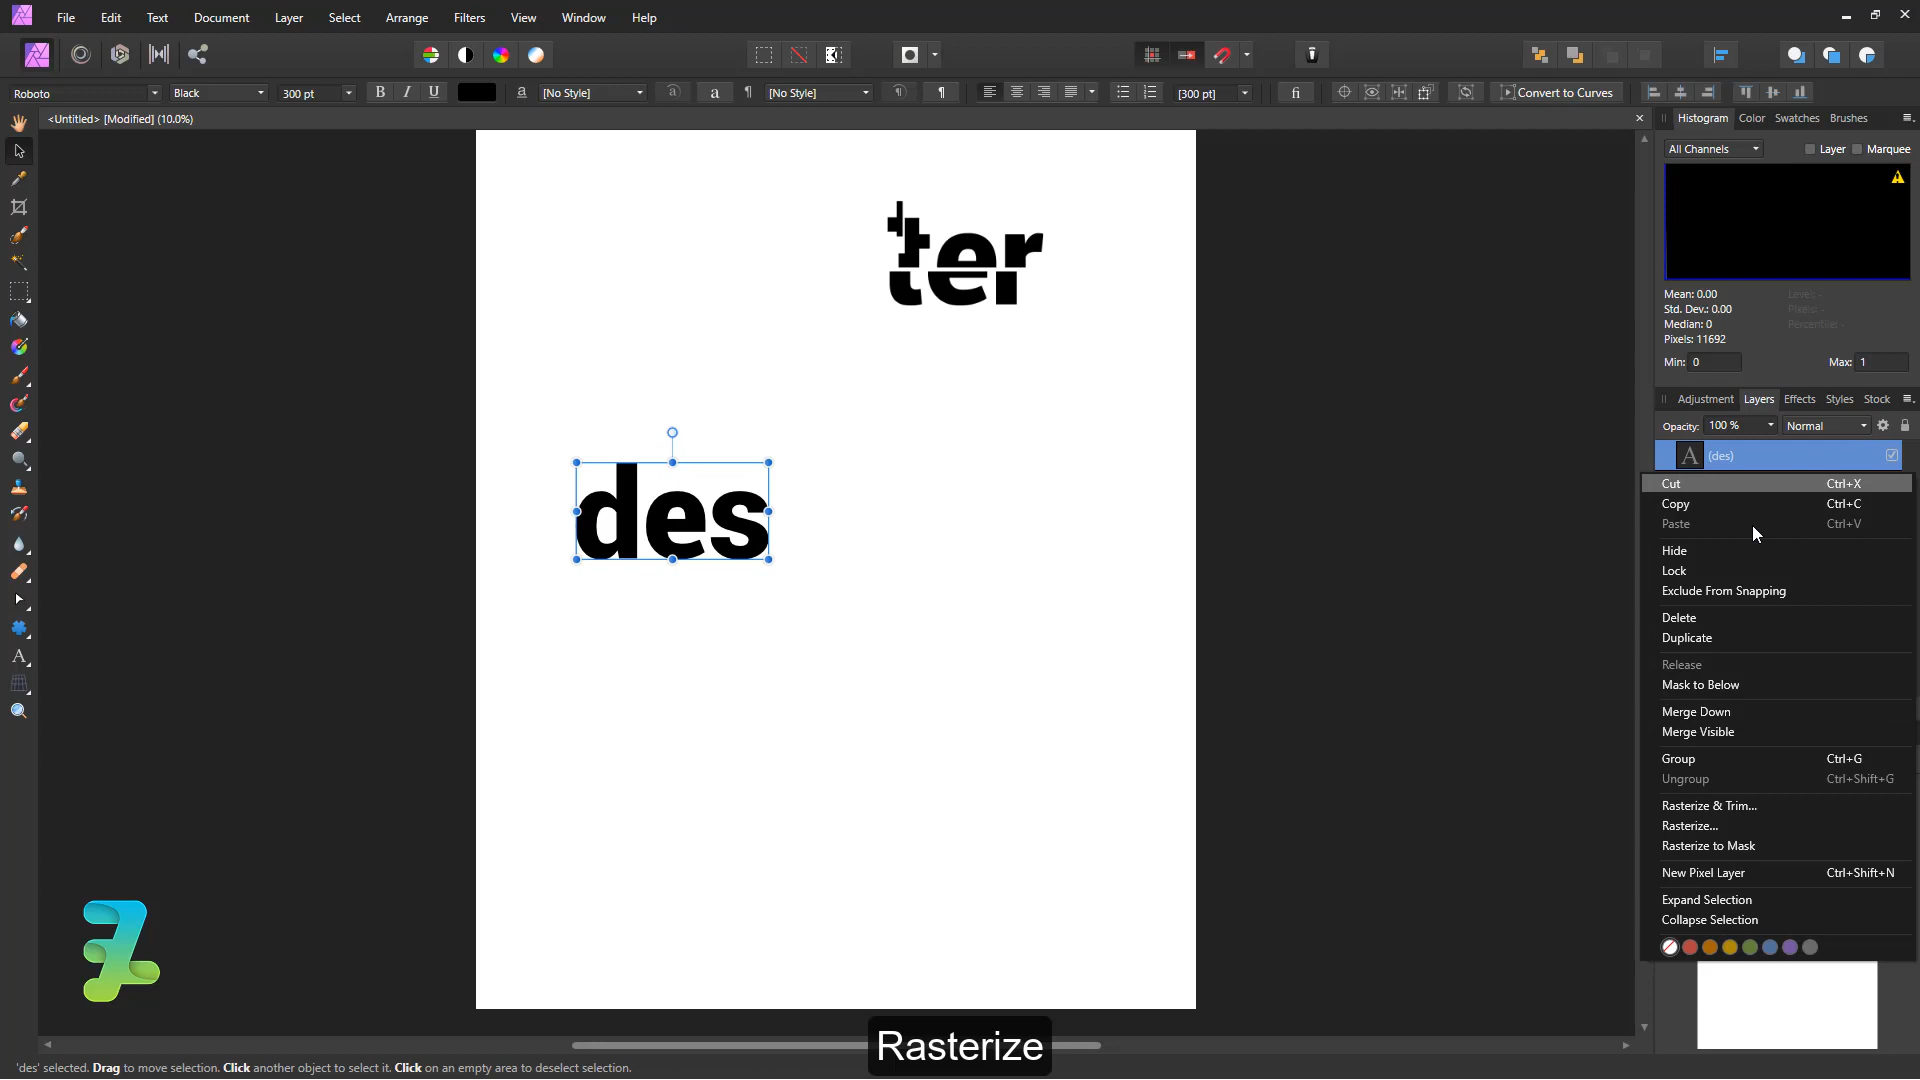 File Edit Text Document Layer Select Arrange Filters View Window Help
Roboto Black 300 pt B I U a [No Style] a a ¶ [No Style] ¶ ¶ [300 pt] fi Convert to Curves
<Untitled> [Modified] (10.0%)
Histogram Color Swatches Brushes
All Channels Layer Marquee
Mean: 0.00 Level: -
Std. Dev.: 0.00 Pixels: -
Median: 0 Percentile: -
Pixels: 11692
Min: 0 Max: 1
Adjustment Layers Effects Styles Stock
Opacity: 100 % Normal
A (des)
Cut Ctrl+X
Copy Ctrl+C
Paste Ctrl+V
Hide
Lock
Exclude From Snapping
Delete
Duplicate
Release
Mask to Below
Merge Down
Merge Visible
Group Ctrl+G
Ungroup Ctrl+Shift+G
Rasterize & Trim...
Rasterize...
Rasterize to Mask
New Pixel Layer Ctrl+Shift+N
Expand Selection
Collapse Selection
ter
des
Rasterize
'des' selected. Drag to move selection. Click another object to select it. Click on an empty area to deselect selection.